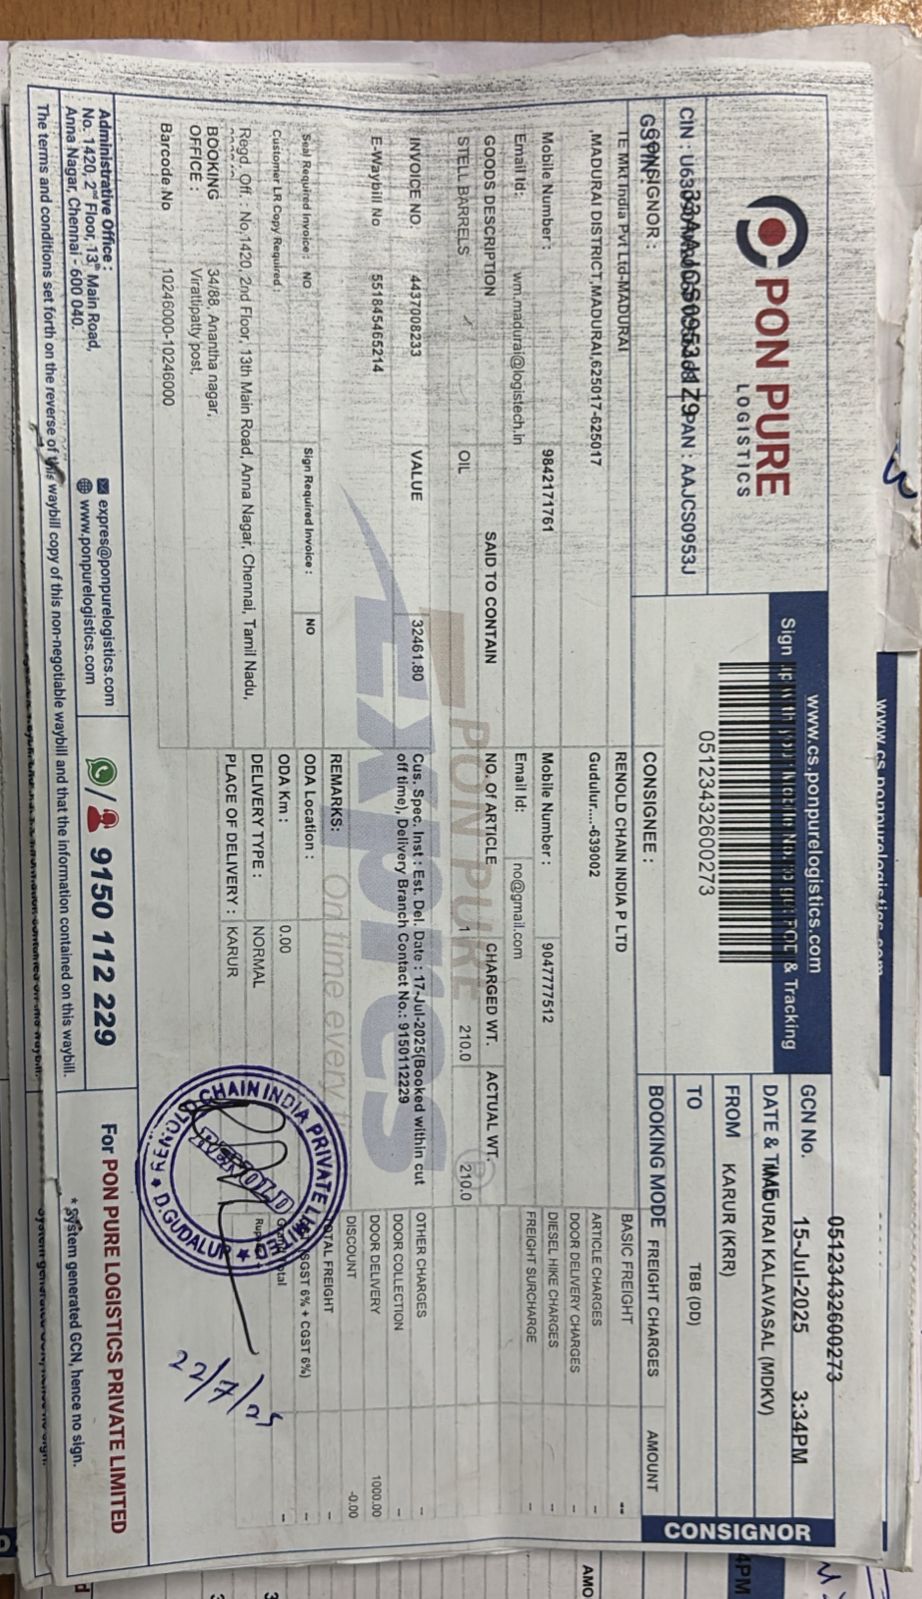 PON PURE
LOGISTICS
www.cs.ponpurelogistics.com
& Tracking
05123432600273
GCN No. 05123432600273
DATE & TIME 15-Jul-2025 3:34PM
FROM MADURAI KALAVASAL (MDKV)
TO KARUR (KRR)
BOOKING MODE TBB (DD)
CONSIGNOR
PAN : AAJCS0953J
CONSIGNOR :
TE MKI India Pvt Ltd-MADURAI
,MADURAI DISTRICT,MADURAI,625017-625017
Mobile Number : 9842171761
Email Id: wm.madurai@logistech.in
CONSIGNEE :
RENOLD CHAIN INDIA P LTD
Gudulur....-639002
Mobile Number : 9047777512
Email Id: no@gmail.com
GOODS DESCRIPTION SAID TO CONTAIN NO. OF ARTICLE CHARGED WT. ACTUAL WT.
STELL BARRELS OIL 1 210.0 210.0
INVOICE NO. 4437008233 VALUE 32461.80
E-Waybill No 551845465214
Cus. Spec. Inst : Est. Del. Date : 17-Jul-2025(Booked within cut
off time), Delivery Branch Contact No.: 9150112229
Seal Required Invoice : NO Sign Required Invoice : NO
Customer LR Copy Required :
REMARKS:
ODA Location :
ODA Km : 0.00
DELIVERY TYPE : NORMAL
PLACE OF DELIVERY : KARUR
Regd. Off. : No.1420, 2nd Floor, 13th Main Road, Anna Nagar, Chennai, Tamil Nadu,
BOOKING OFFICE : 34/88, Anantha nagar,
Virattipatty post,
Barcode No 10246000-10246000
FREIGHT CHARGES AMOUNT
BASIC FREIGHT --
ARTICLE CHARGES --
DOOR DELIVERY CHARGES --
DIESEL HIKE CHARGES --
FREIGHT SURCHARGE --
OTHER CHARGES --
DOOR COLLECTION --
DOOR DELIVERY 1000.00
DISCOUNT -0.00
TOTAL FREIGHT --
(SGST 6% + CGST 6%) --
Grand Total --
PON PURE
Expres
On time every
RENOLD CHAIN INDIA PRIVATE LIMITED
RENOLD
D.GUDALUR
22/7/25
Administrative Office :
No. 1420, 2nd Floor, 13th Main Road,
Anna Nagar, Chennai - 600 040.
expres@ponpurelogistics.com
www.ponpurelogistics.com
9150 112 229
For PON PURE LOGISTICS PRIVATE LIMITED
* System generated GCN, hence no sign.
The terms and conditions set forth on the reverse of this waybill copy of this non-negotiable waybill and that the information contained on this waybill.